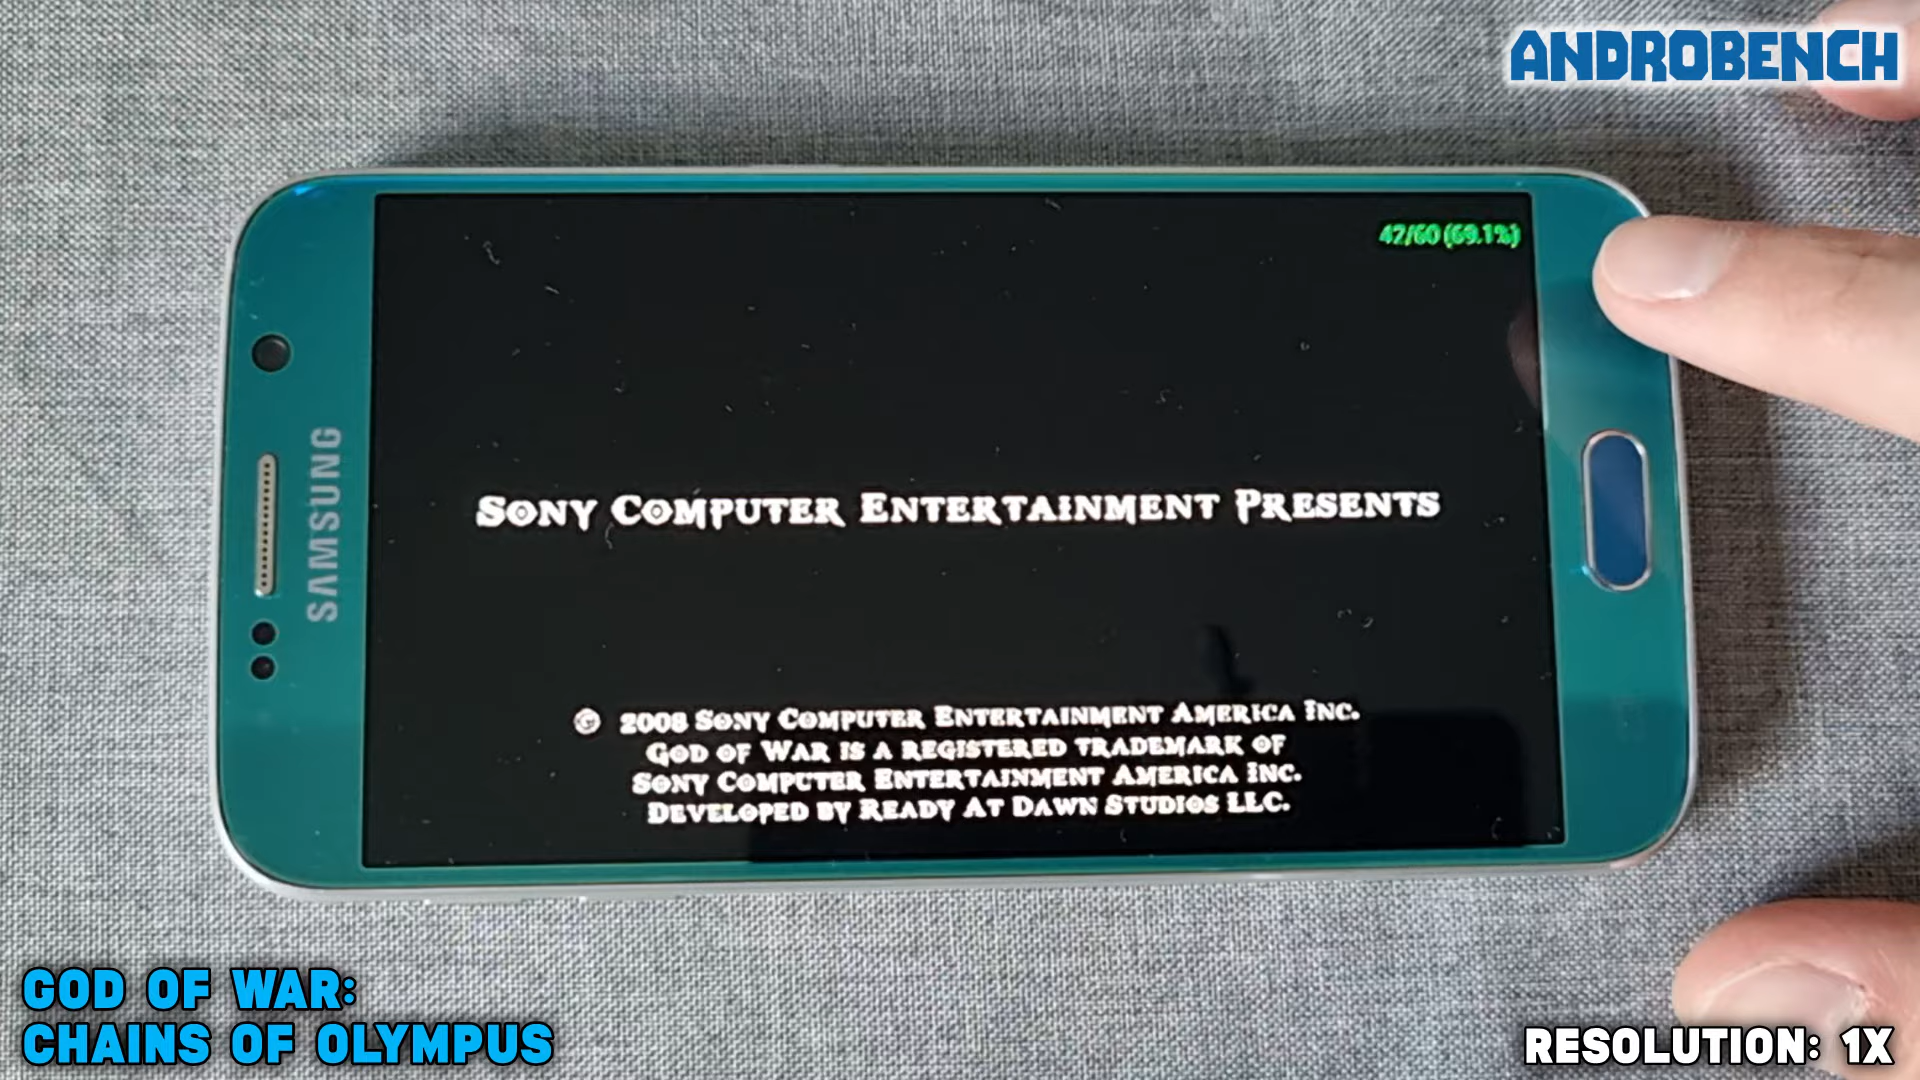 ANDROBENCH
42/60 (69.1%)
SAMSUNG
SONY COMPUTER ENTERTAINMENT PRESENTS
© 2008 SONY COMPUTER ENTERTAINMENT AMERICA INC.
GOD OF WAR IS A REGISTERED TRADEMARK OF
SONY COMPUTER ENTERTAINMENT AMERICA INC.
DEVELOPED BY READY AT DAWN STUDIOS LLC.
GOD OF WAR:
CHAINS OF OLYMPUS
RESOLUTION: 1X